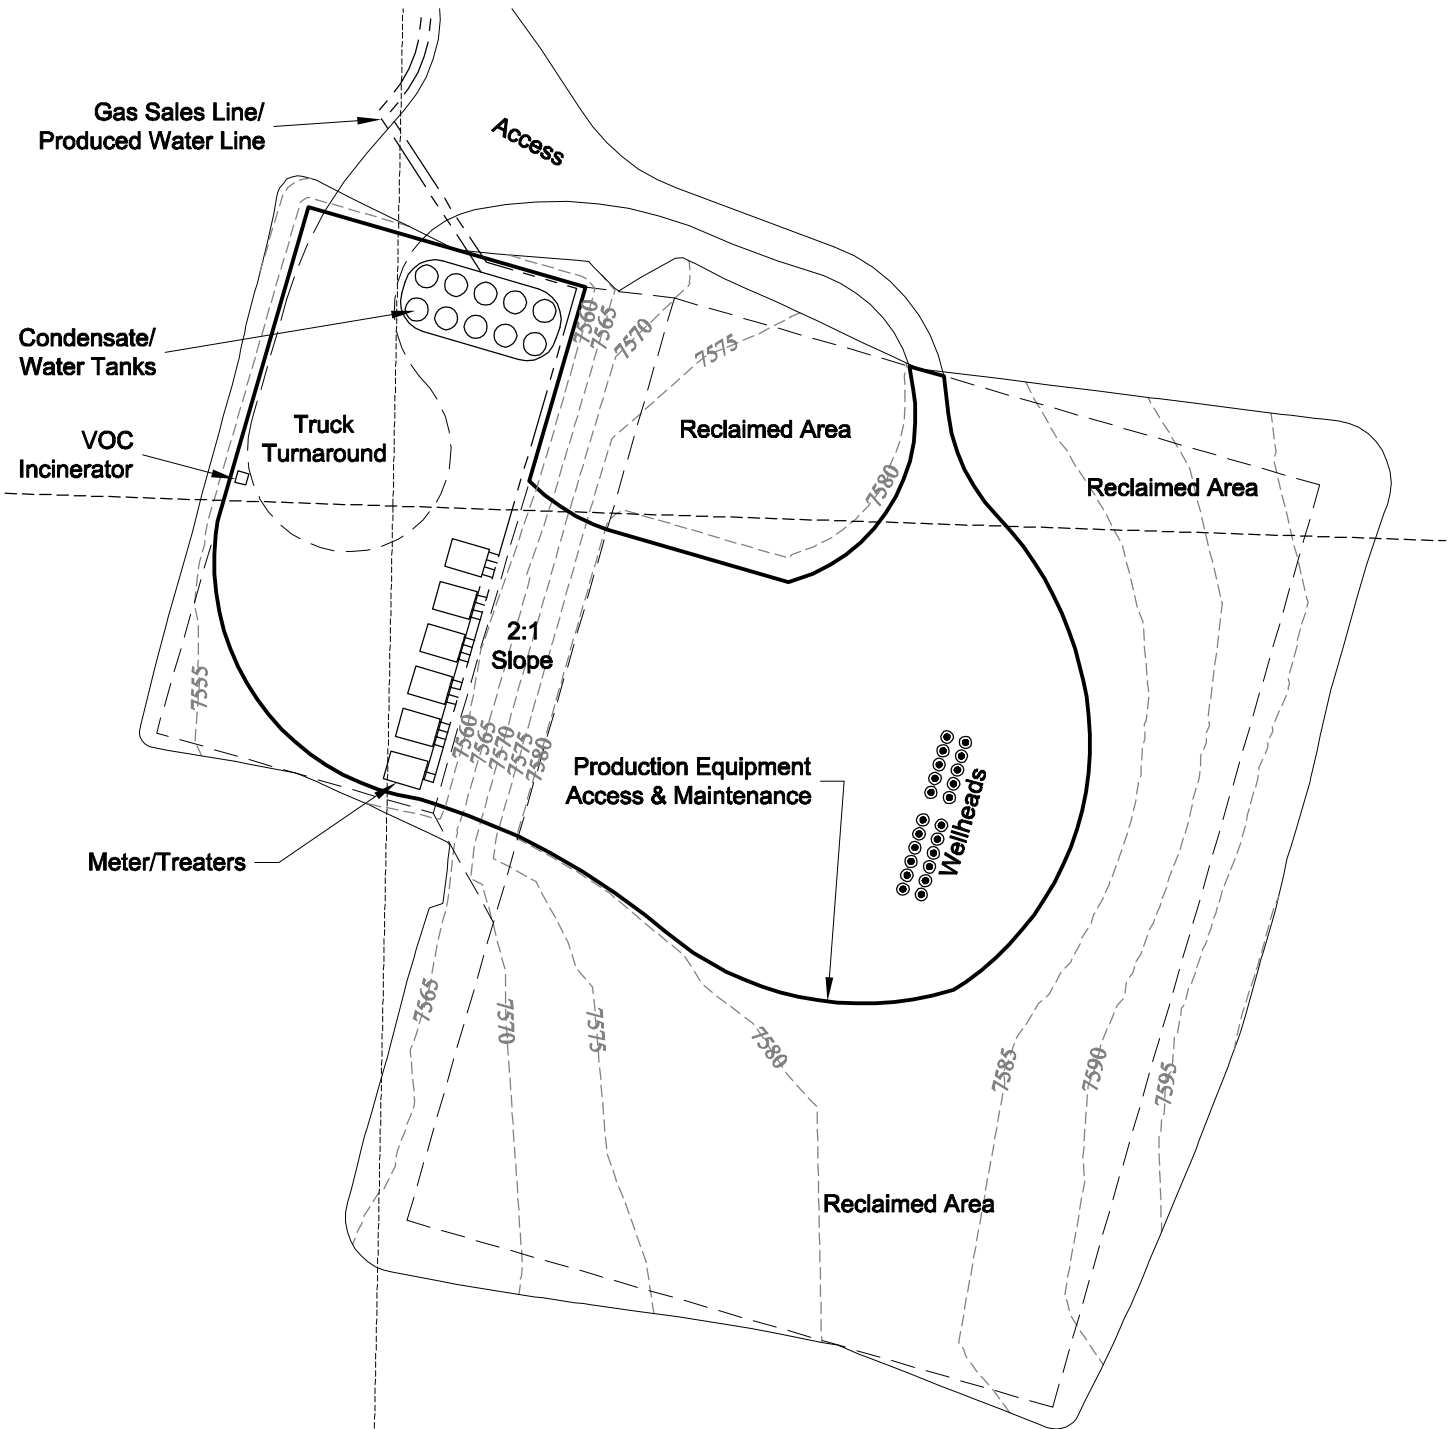 Gas Sales Line/
Produced Water Line
Access
Condensate/
Water Tanks
7560
7565
7570
7575
Truck
Turnaround
Reclaimed Area
VOC
Incinerator
7580
Reclaimed Area
2:1
Slope
7555
7560
7565
7570
7575
7580
Production Equipment
Access & Maintenance
Wellheads
Meter/Treaters
7565
7570
7575
7580
7585
7590
7595
Reclaimed Area